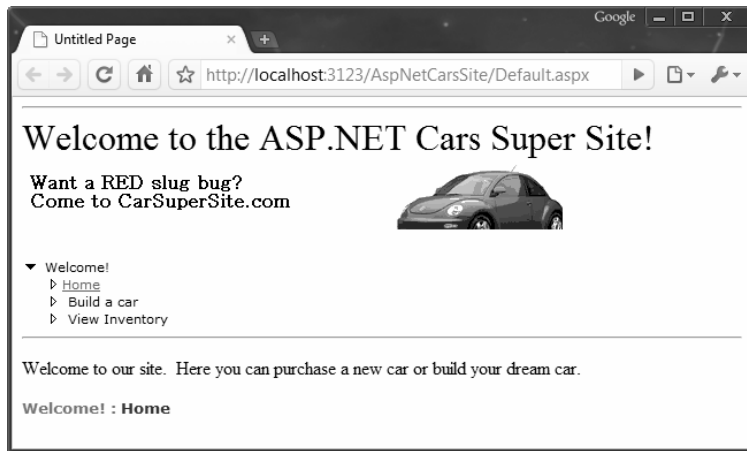 Google
Untitled Page
http://localhost:3123/AspNetCarsSite/Default.aspx
Welcome to the ASP.NET Cars Super Site!
Want a RED slug bug?
Come to CarSuperSite.com
Welcome!
Home
Build a car
View Inventory
Welcome to our site. Here you can purchase a new car or build your dream car.
Welcome! : Home